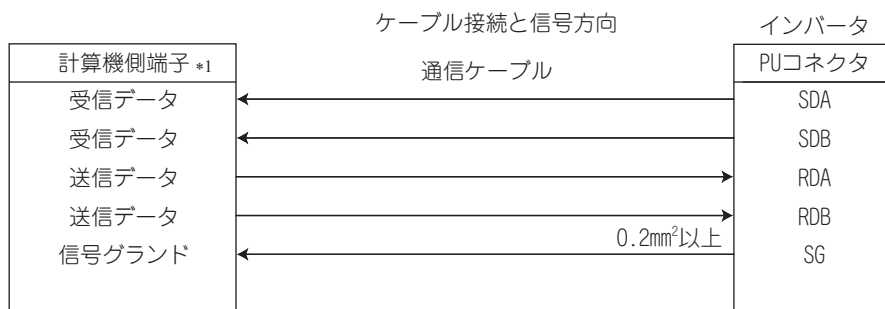 ケーブル接続と信号方向
インバータ
計算機側端子 *1
通信ケーブル
PUコネクタ
受信データ
SDA
受信データ
SDB
送信データ
RDA
送信データ
RDB
0.2mm²以上
信号グランド
SG